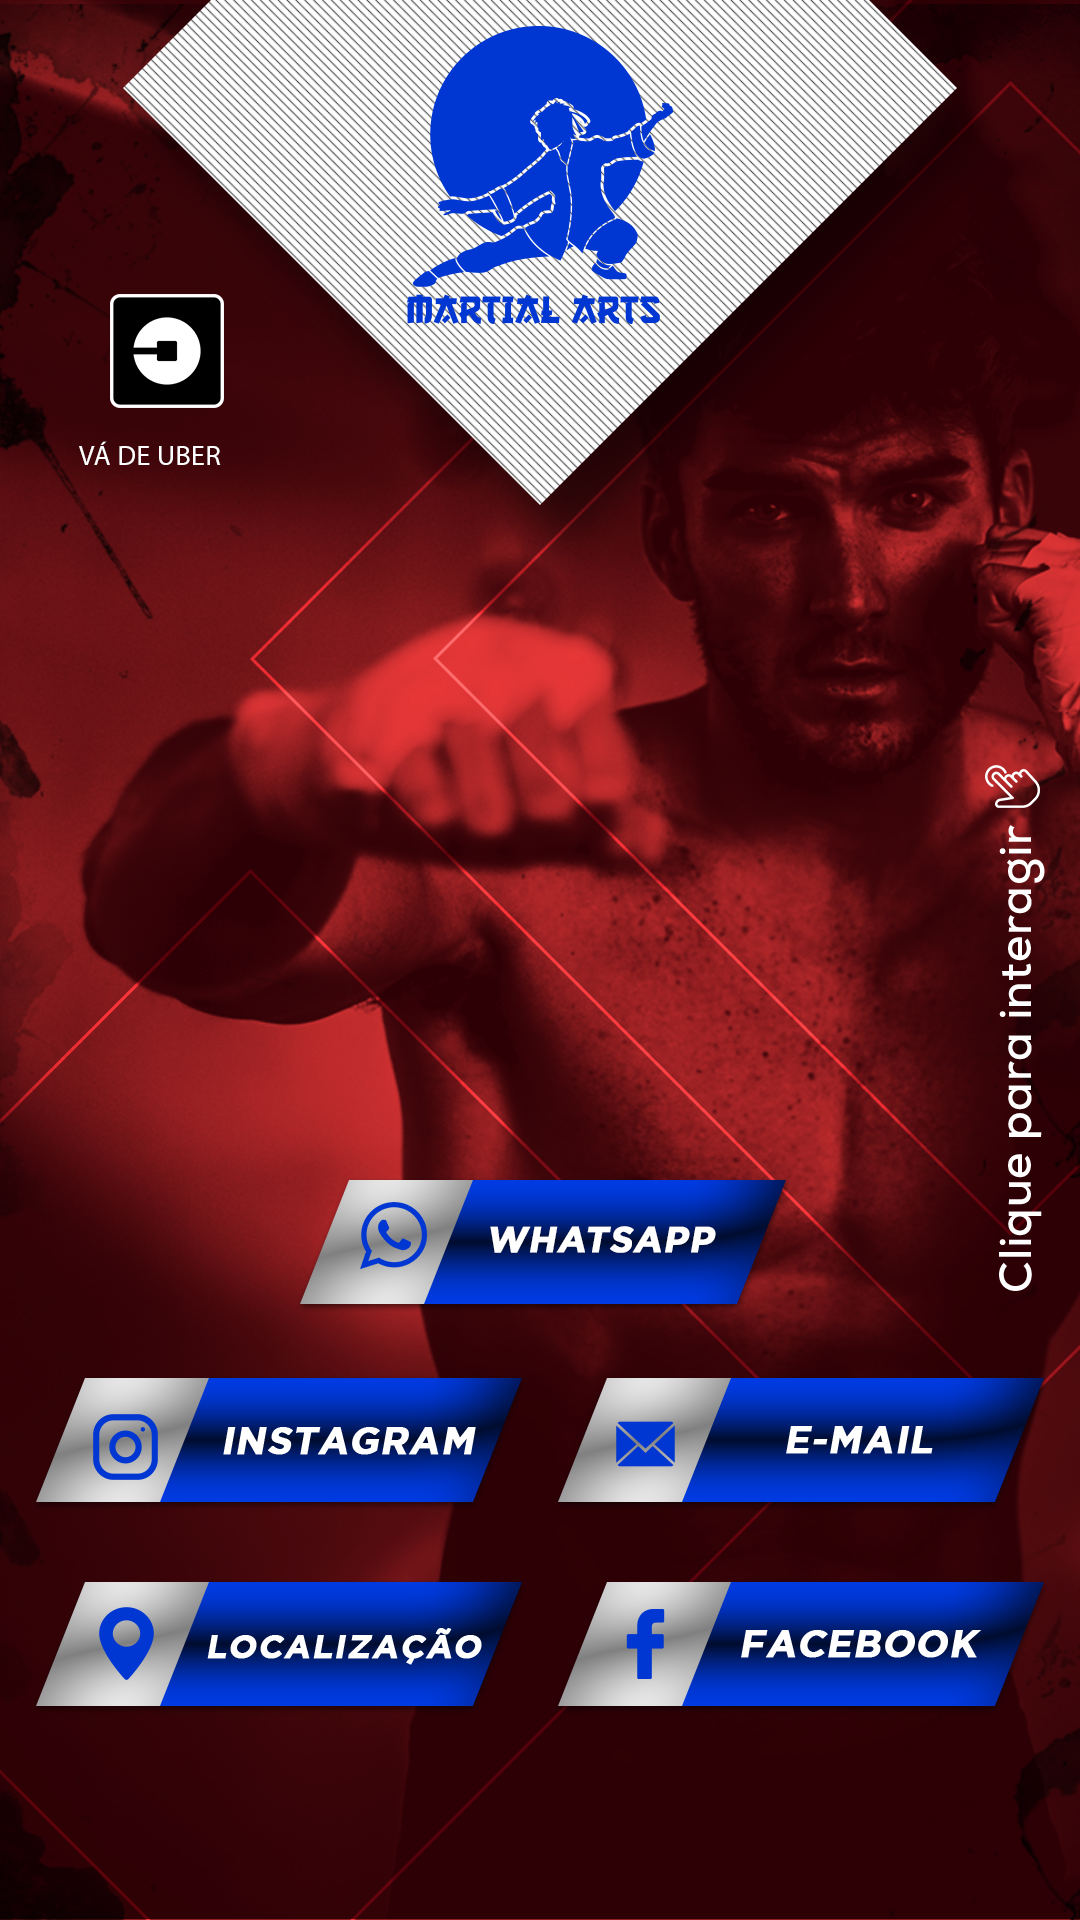 MARTIAL ARTS
VÁ DE UBER
Clique para interagir
WHATSAPP
INSTAGRAM
E-MAIL
LOCALIZAÇÃO
FACEBOOK